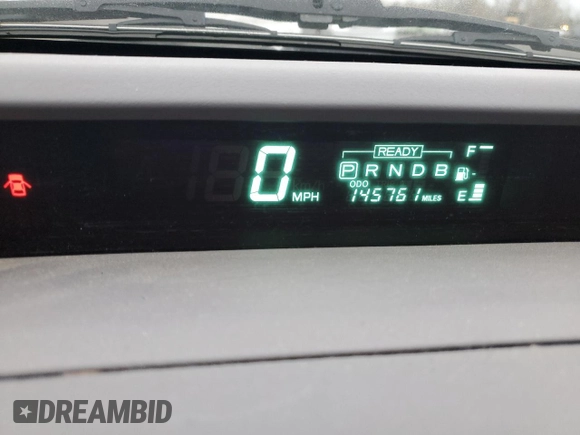 READY
F
P R N D B
0 MPH
ODO
145761 MILES
E
DREAMBID